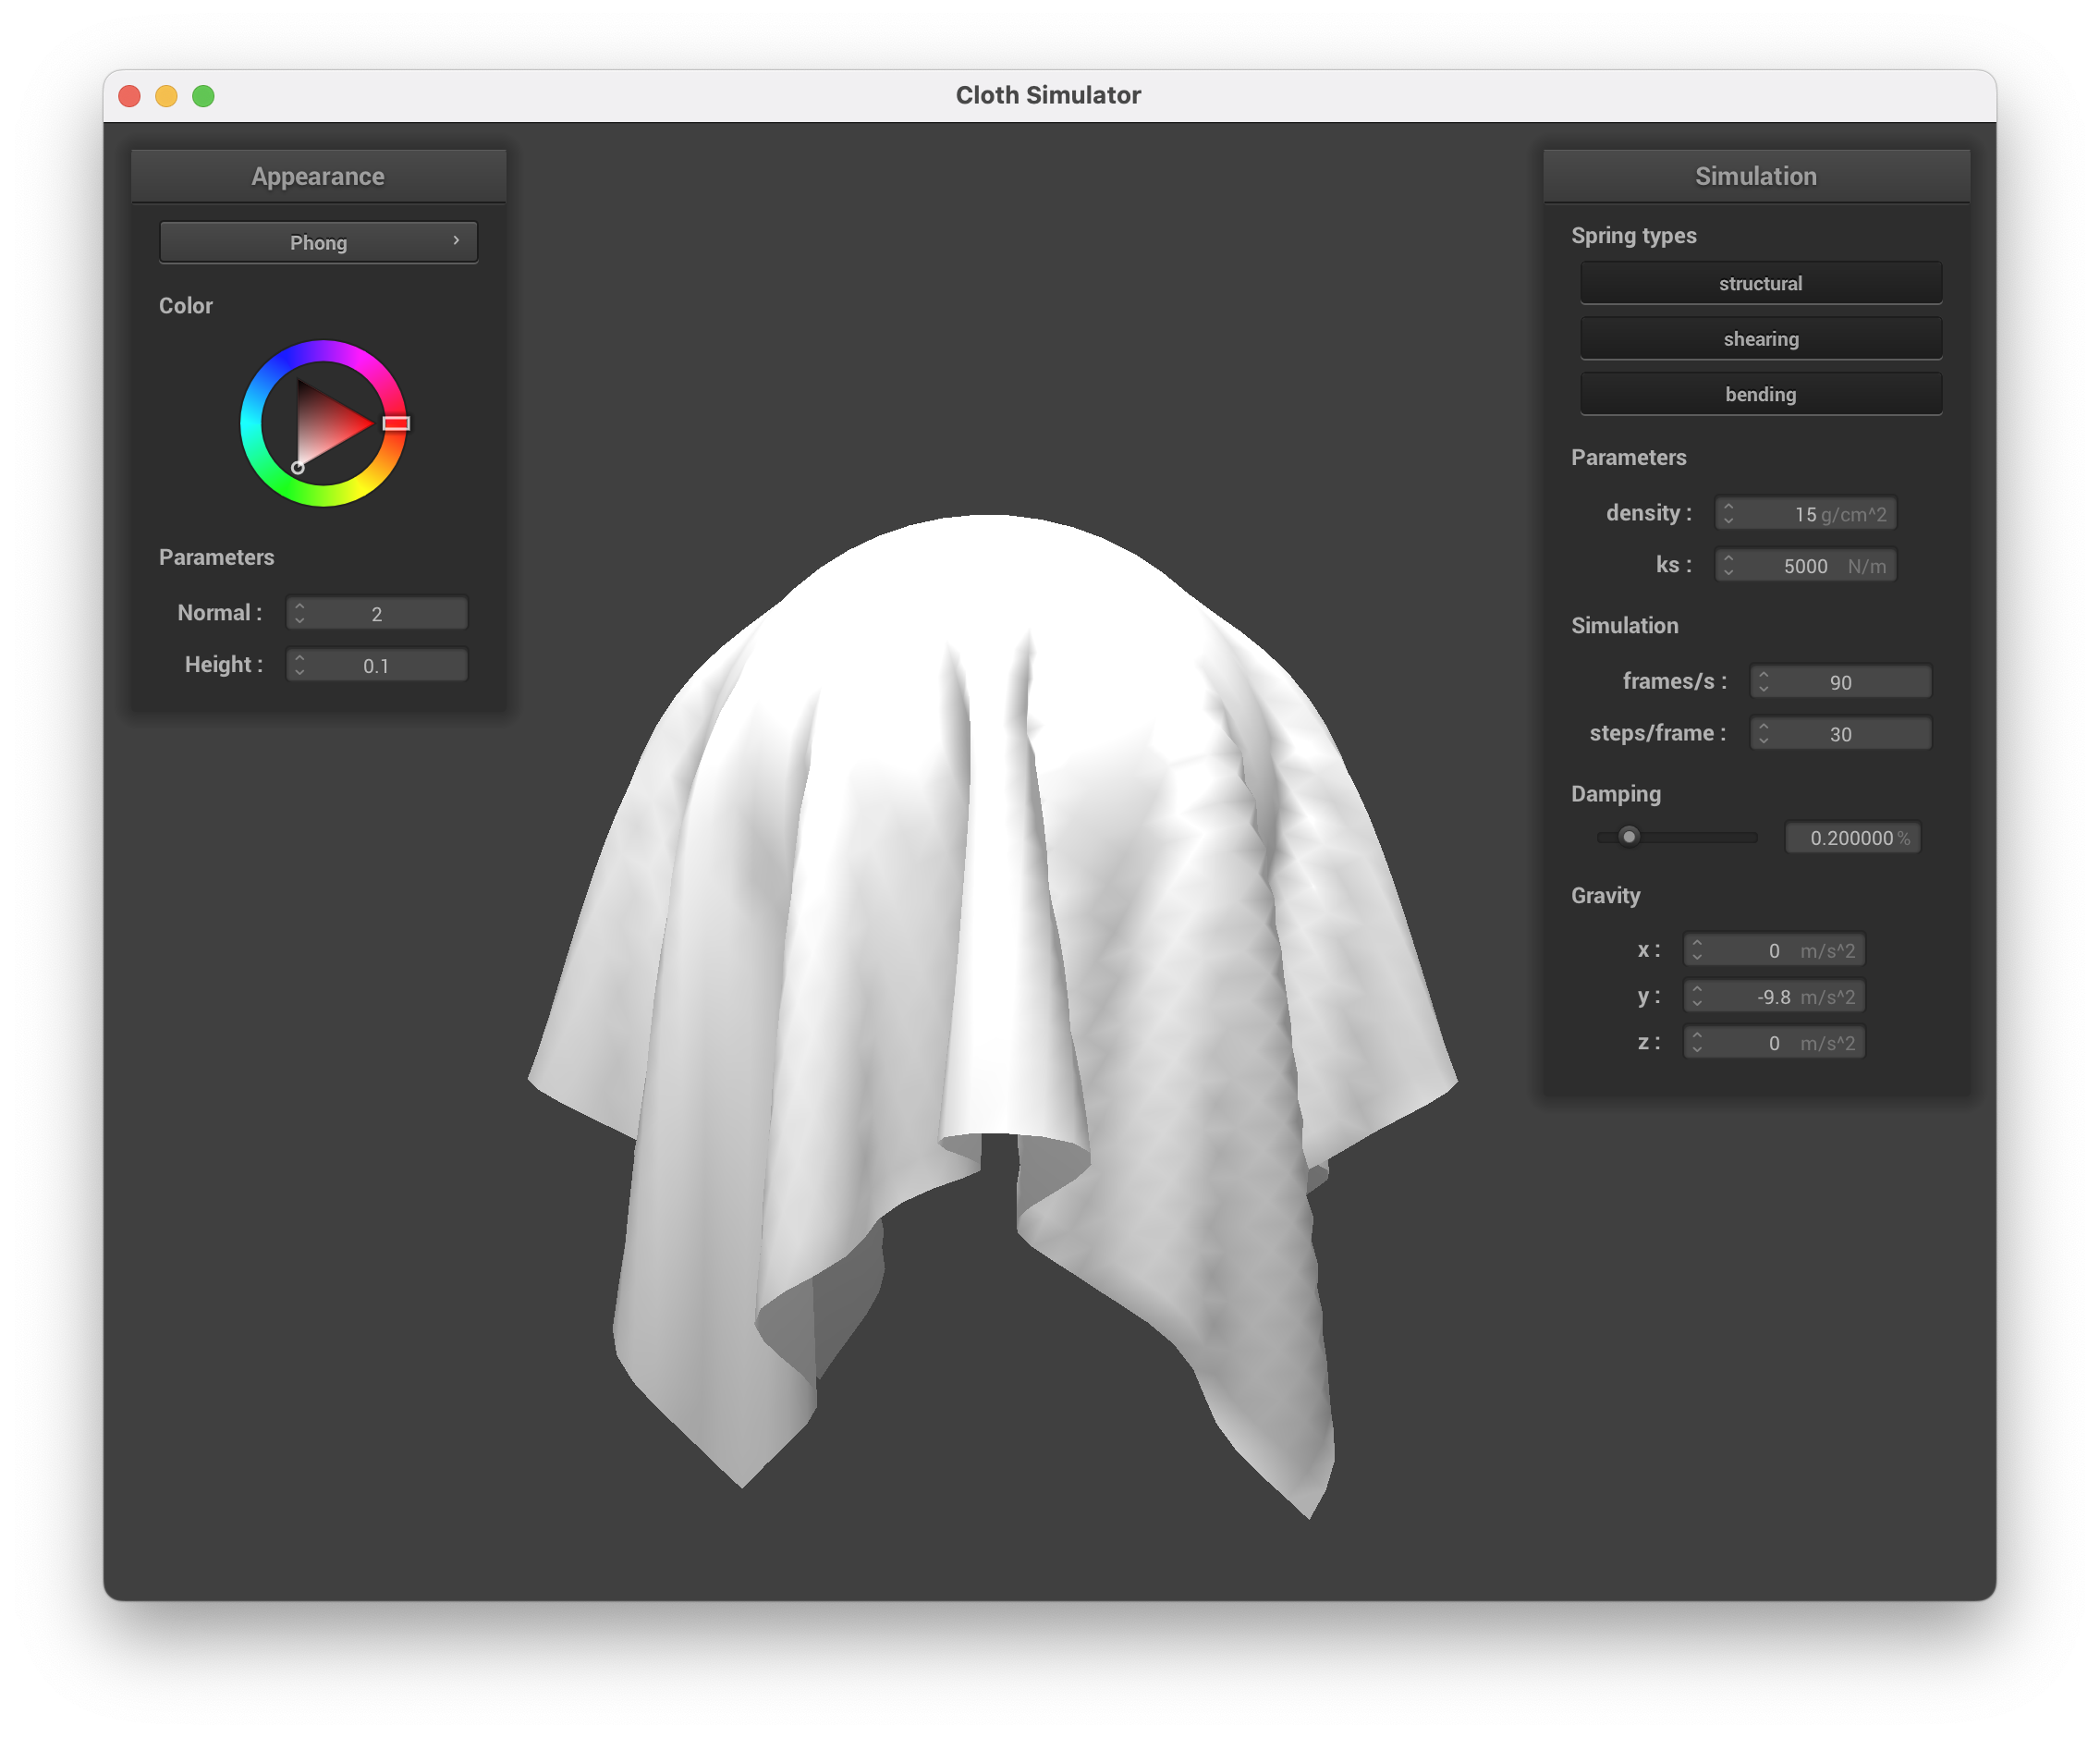 Cloth Simulator
Appearance
Phong
Color
Parameters
Normal : 2
Height : 0.1
Simulation
Spring types
structural
shearing
bending
Parameters
density : 15 g/cm^2
ks : 5000 N/m
Simulation
frames/s : 90
steps/frame : 30
Damping
0.200000 %
Gravity
x : 0 m/s^2
y : -9.8 m/s^2
z : 0 m/s^2